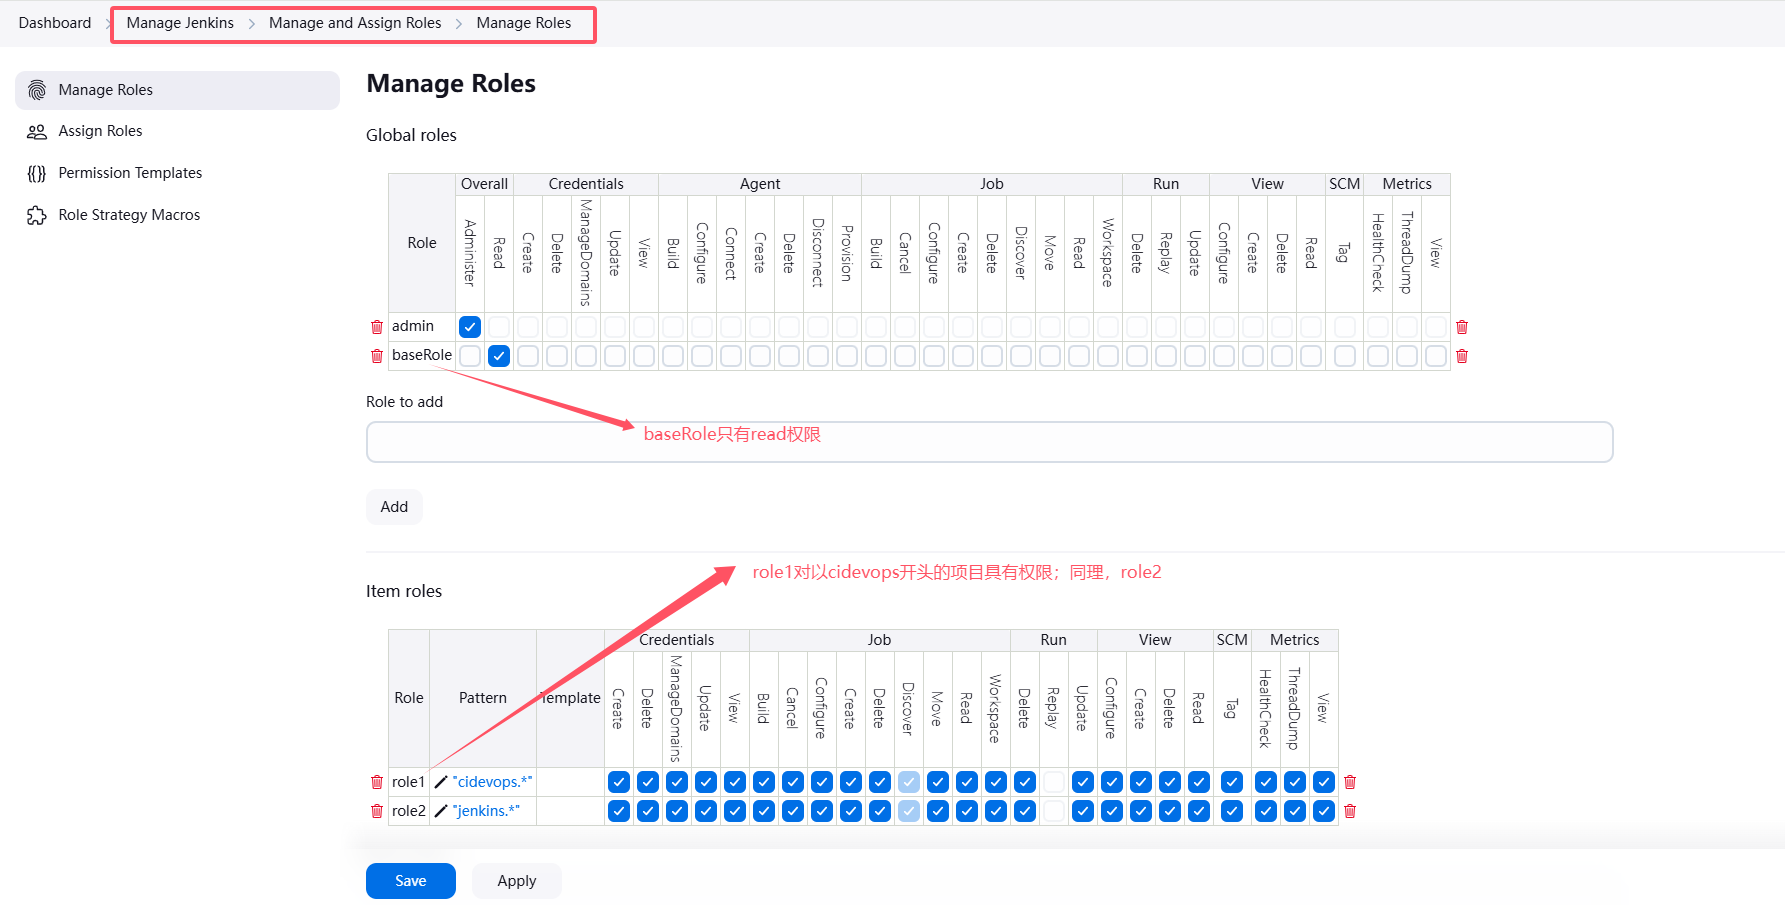 Dashboard > Manage Jenkins > Manage and Assign Roles > Manage Roles
Manage Roles
Assign Roles
Permission Templates
Role Strategy Macros
Manage Roles
Global roles
Role Overall Credentials Agent Job Run View SCM Metrics
Administer Read Create Delete ManageDomains Update View Build Configure Connect Create Delete Disconnect Provision Build Cancel Configure Create Delete Discover Move Read Workspace Delete Replay Update Configure Create Delete Read Tag HealthCheck ThreadDump View
admin
baseRole
Role to add
baseRole只有read权限
Add
role1对以cidevops开头的项目具有权限；同理，role2
Item roles
Role Pattern Template Credentials Job Run View SCM Metrics
Create Delete ManageDomains Update View Build Cancel Configure Create Delete Discover Move Read Workspace Delete Replay Update Configure Create Delete Read Tag HealthCheck ThreadDump View
role1 "cidevops.*"
role2 "jenkins.*"
Save Apply